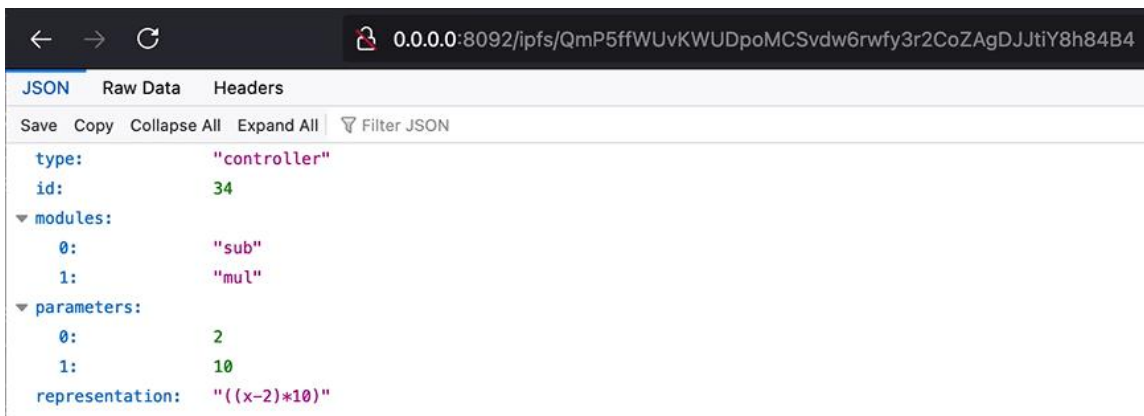 0.0.0.0:8092/ipfs/QmP5ffWUvKWUDpoMCSvdw6rwfy3r2CoZAgDJJtiY8h84B4
JSON Raw Data Headers
Save Copy Collapse All Expand All Filter JSON
type: "controller"
id: 34
modules:
0: "sub"
1: "mul"
parameters:
0: 2
1: 10
representation: "((x-2)*10)"